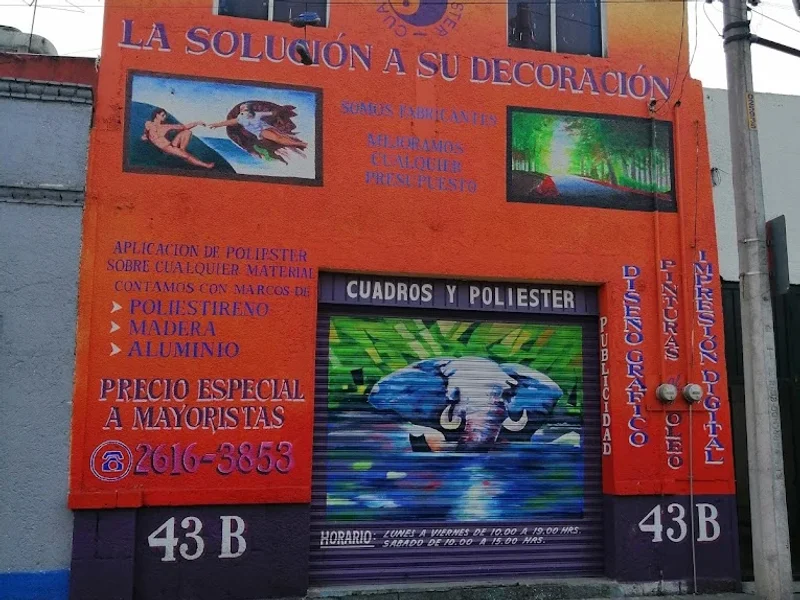 LA SOLUCIÓN A SU DECORACIÓN
SOMOS FABRICANTES
MEJORAMOS
CUALQUIER
PRESUPUESTO
APLICACION DE POLIESTER
SOBRE CUALQUIER MATERIAL
CONTAMOS CON MARCOS DE
POLIESTIRENO
MADERA
ALUMINIO
PRECIO ESPECIAL
A MAYORISTAS
2616-3853
CUADROS Y POLIESTER
PUBLICIDAD
DISEÑO GRAFICO
PINTURAS AL OLEO
IMPRESIÓN DIGITAL
HORARIO: LUNES A VIERNES DE 10.00 A 19.00 HRS.
SABADO DE 10.00 A 15.00 HRS.
43 B
43 B